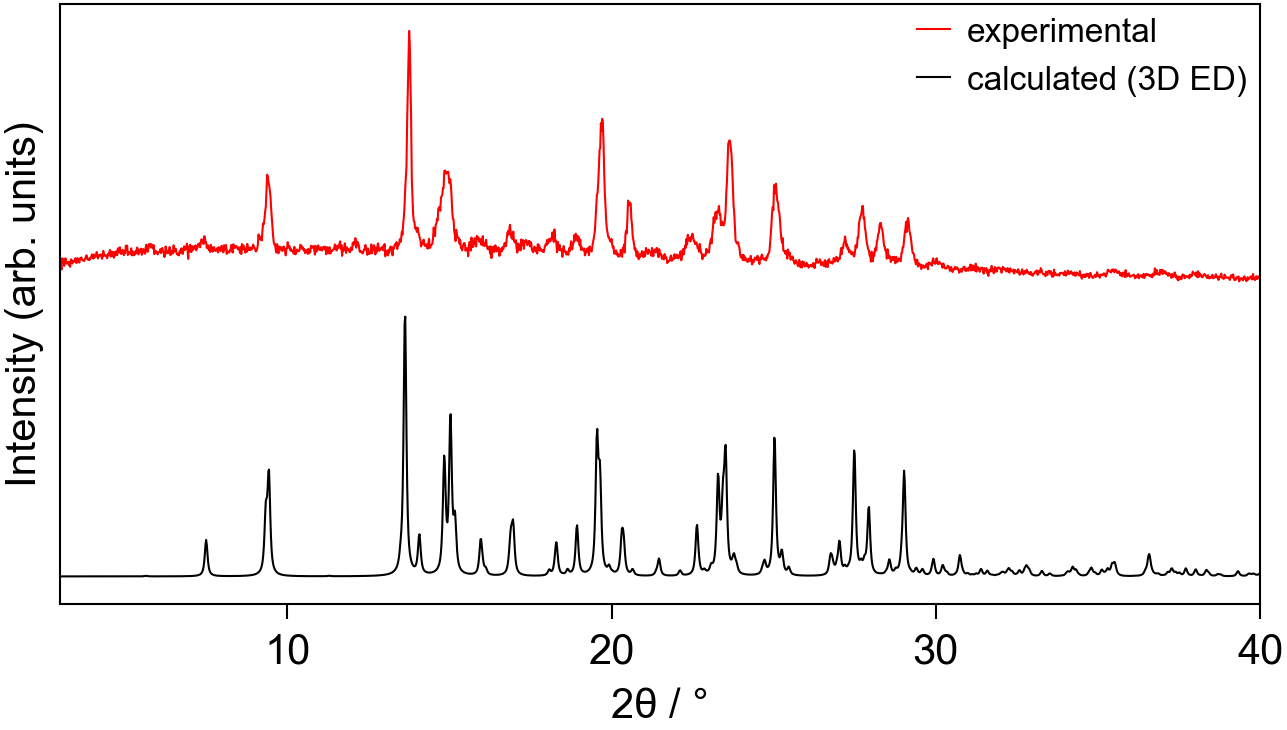 experimental
calculated (3D ED)
Intensity (arb. units)
10 20 30 40
2θ / °